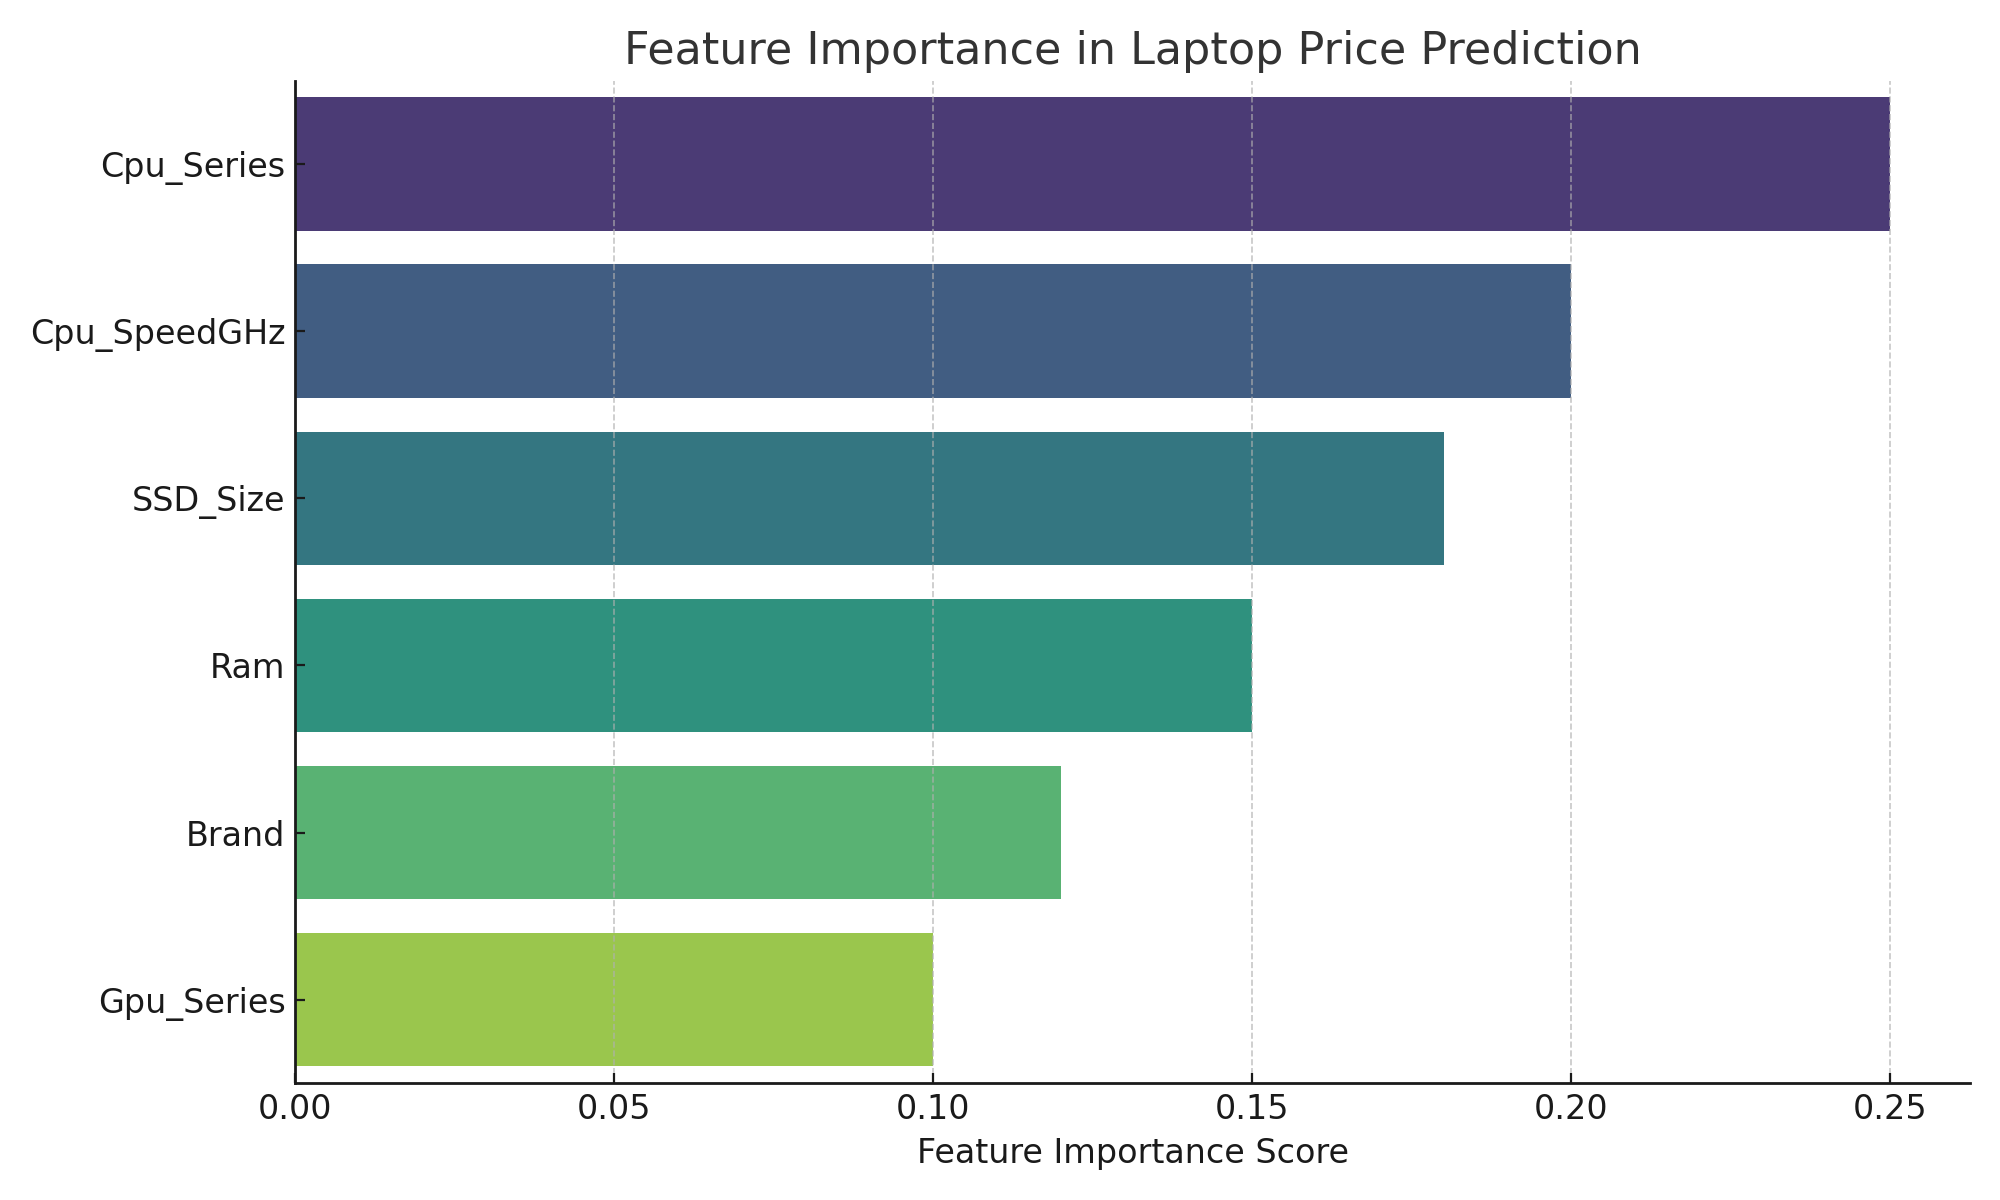 Feature Importance in Laptop Price Prediction
Cpu_Series
Cpu_SpeedGHz
SSD_Size
Ram
Brand
Gpu_Series
0.00 0.05 0.10 0.15 0.20 0.25
Feature Importance Score